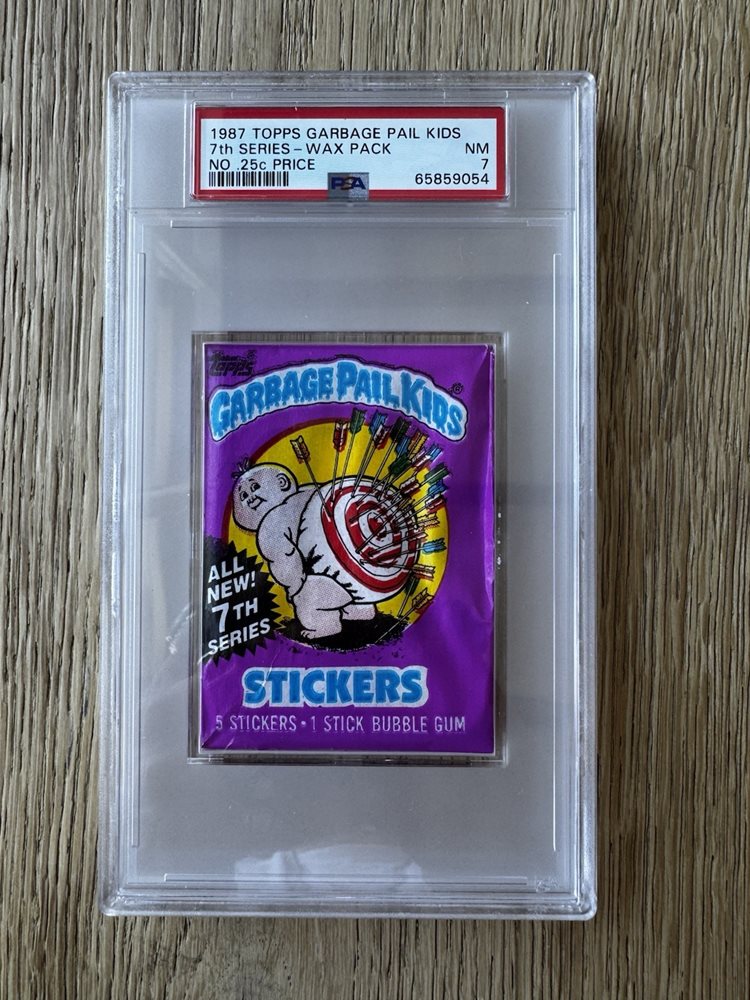 1987 TOPPS GARBAGE PAIL KIDS
7th SERIES - WAX PACK NM
NO .25c PRICE 7
PSA 65859054
Topps
GARBAGE PAIL KIDS ®
ALL
NEW!
7TH
SERIES
STICKERS
5 STICKERS • 1 STICK BUBBLE GUM